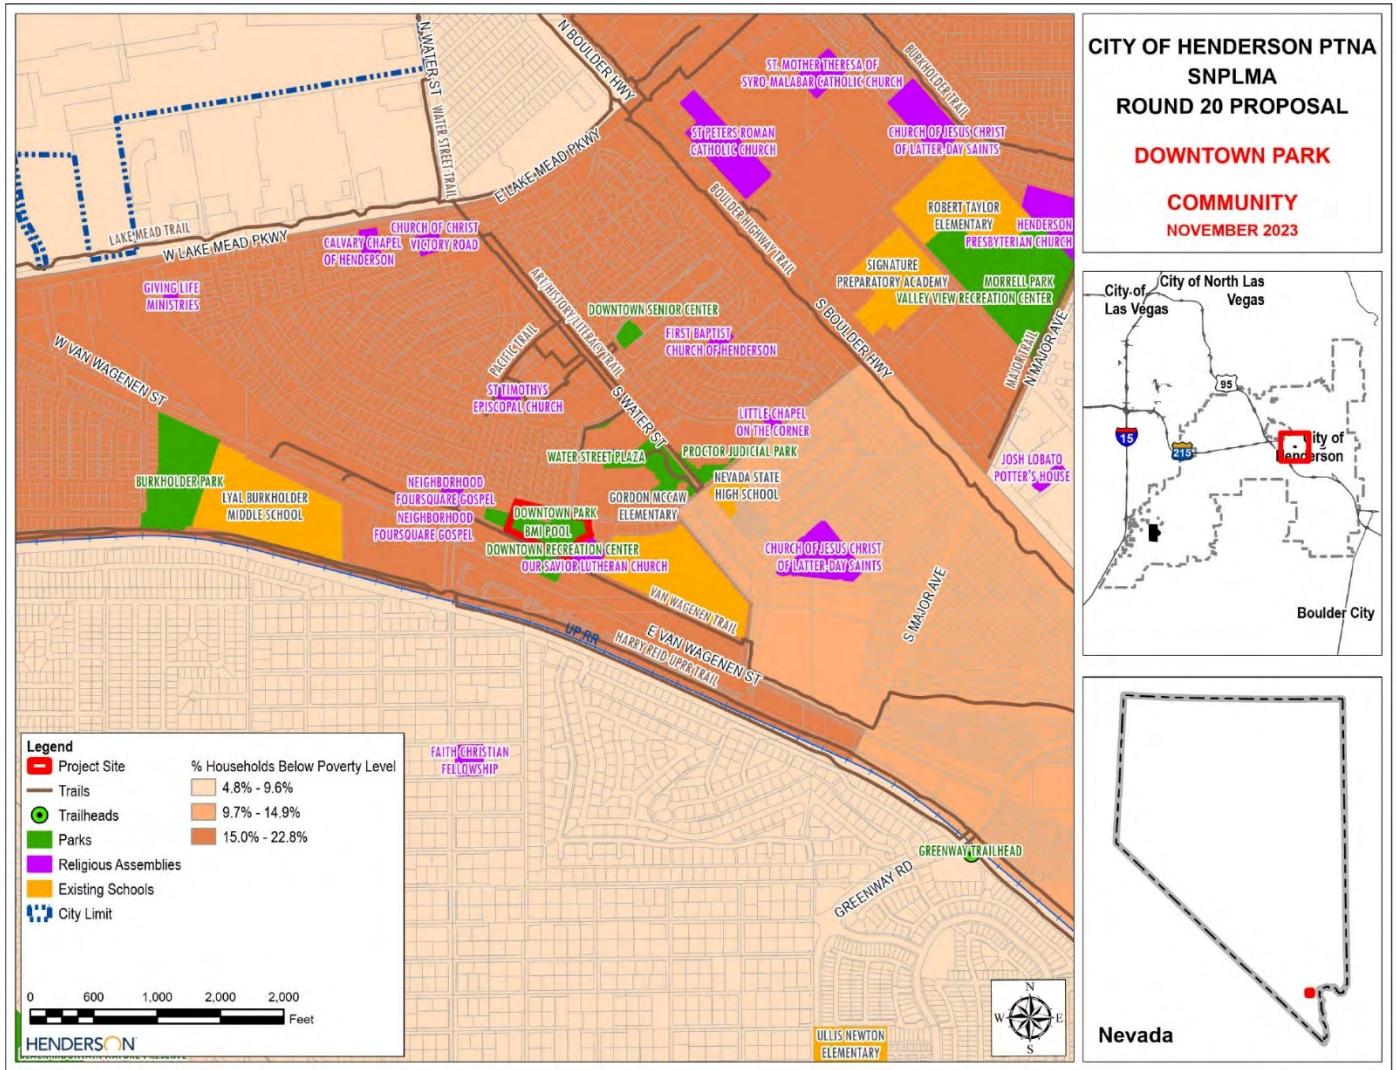 N WATER ST
WATER STREET TRAIL
N BOULDER HWY
ST. MOTHER THERESA OF
SYRO-MALABAR CATHOLIC CHURCH
BURKHOLDER TRAIL
ST PETERS ROMAN
CATHOLIC CHURCH
CHURCH OF JESUS CHRIST
OF LATTER-DAY SAINTS
E LAKE MEAD PKWY
BOULDER HIGHWAY TRAIL
ROBERT TAYLOR
ELEMENTARY
HENDERSON
PRESBYTERIAN CHURCH
LAKE MEAD TRAIL
W LAKE MEAD PKWY
CALVARY CHAPEL
OF HENDERSON
CHURCH OF CHRIST
VICTORY ROAD
SIGNATURE
PREPARATORY ACADEMY
MORRELL PARK
VALLEY VIEW RECREATION CENTER
GIVING LIFE
MINISTRIES
ART/HISTORY/LITERACY TRAIL
DOWNTOWN SENIOR CENTER
FIRST BAPTIST
CHURCH OF HENDERSON
S BOULDER HWY
MAJOR TRAIL
N MAJOR AVE
W VAN WAGENEN ST
PACIFIC TRAIL
ST TIMOTHYS
EPISCOPAL CHURCH
S WATER ST
LITTLE CHAPEL
ON THE CORNER
WATER STREET PLAZA
PROCTOR JUDICIAL PARK
JOSH LOBATO
POTTER'S HOUSE
BURKHOLDER PARK
LYAL BURKHOLDER
MIDDLE SCHOOL
NEIGHBORHOOD
FOURSQUARE GOSPEL
NEIGHBORHOOD
FOURSQUARE GOSPEL
GORDON MCCAW
ELEMENTARY
NEVADA STATE
HIGH SCHOOL
DOWNTOWN PARK
BMI POOL
DOWNTOWN RECREATION CENTER
OUR SAVIOR LUTHERAN CHURCH
CHURCH OF JESUS CHRIST
OF LATTER-DAY SAINTS
VAN WAGENEN TRAIL
E VAN WAGENEN ST
UP RR
HARRY REID-UPRR TRAIL
S MAJOR AVE
FAITH CHRISTIAN
FELLOWSHIP
GREENWAY TRAILHEAD
GREENWAY RD
ULLIS NEWTON
ELEMENTARY
Legend
Project Site
Trails
Trailheads
Parks
Religious Assemblies
Existing Schools
City Limit
% Households Below Poverty Level
4.8% - 9.6%
9.7% - 14.9%
15.0% - 22.8%
0 600 1,000 2,000 2,000
Feet
HENDERSON
N
W E
S
CITY OF HENDERSON PTNA
SNPLMA
ROUND 20 PROPOSAL
DOWNTOWN PARK
COMMUNITY
NOVEMBER 2023
City of
Las Vegas
City of North Las
Vegas
95
15
215
City of
Henderson
Boulder City
Nevada